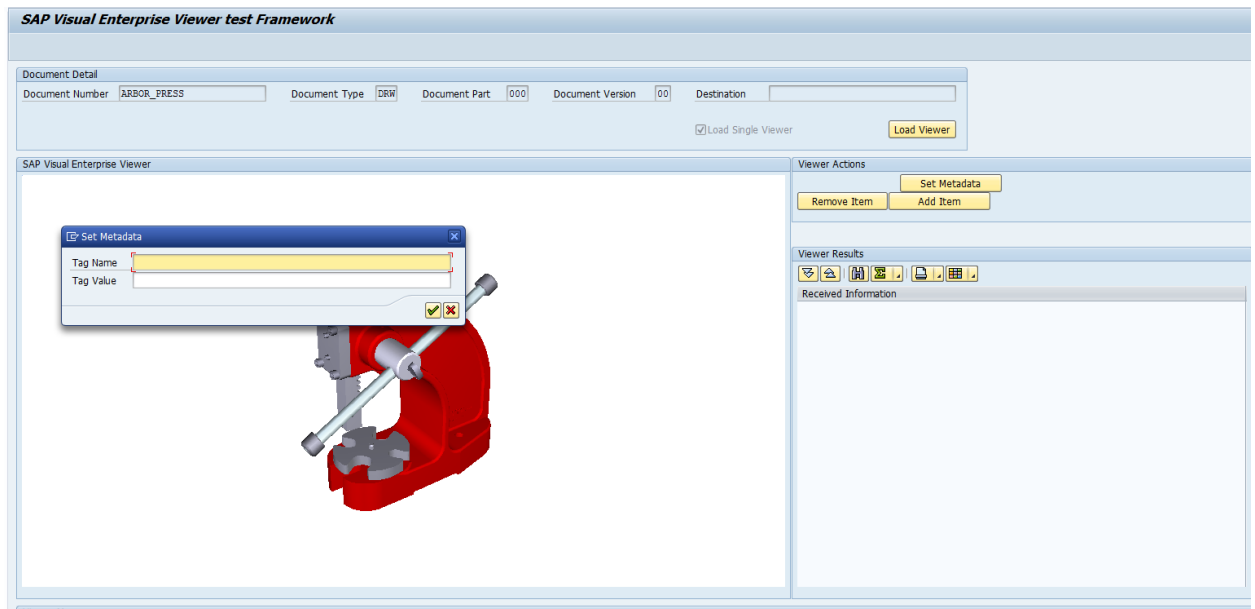 SAP Visual Enterprise Viewer test Framework
Document Detail
Document Number ARBOR_PRESS Document Type DRW Document Part 000 Document Version 00 Destination
Load Single Viewer Load Viewer
SAP Visual Enterprise Viewer
Viewer Actions
Set Metadata
Remove Item Add Item
Set Metadata
Tag Name
Tag Value
Viewer Results
Received Information